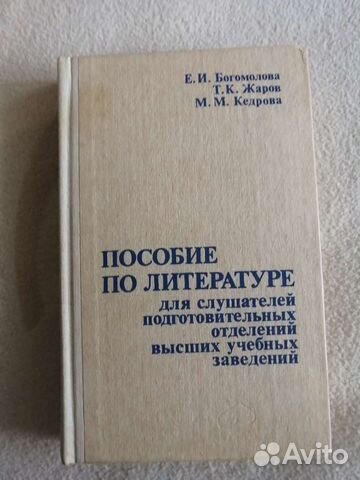 Е. И. Богомолова
Т. К. Жаров
М. М. Кедрова
ПОСОБИЕ
ПО ЛИТЕРАТУРЕ
для слушателей
подготовительных
отделений
высших учебных
заведений
Avito